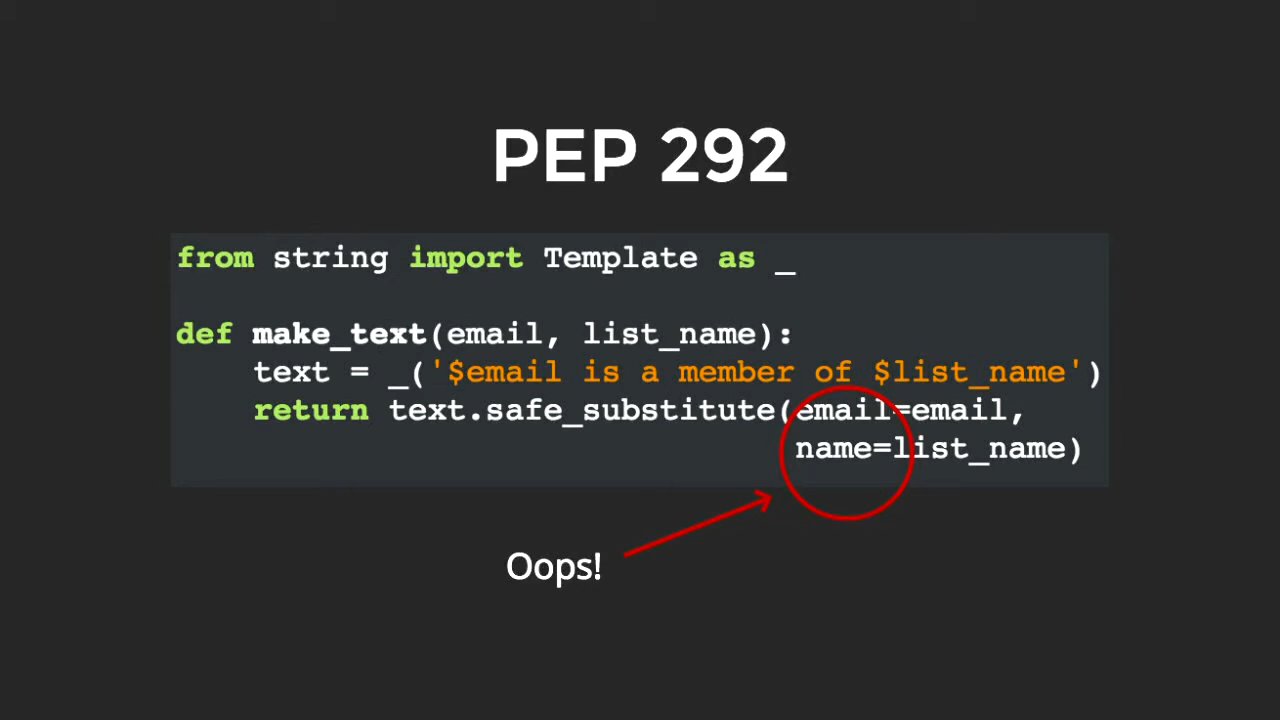 PEP 292
from string import Template as _
def make_text(email, list_name):
    text = _('$email is a member of $list_name')
    return text.safe_substitute(email=email,
                                name=list_name)
Oops!